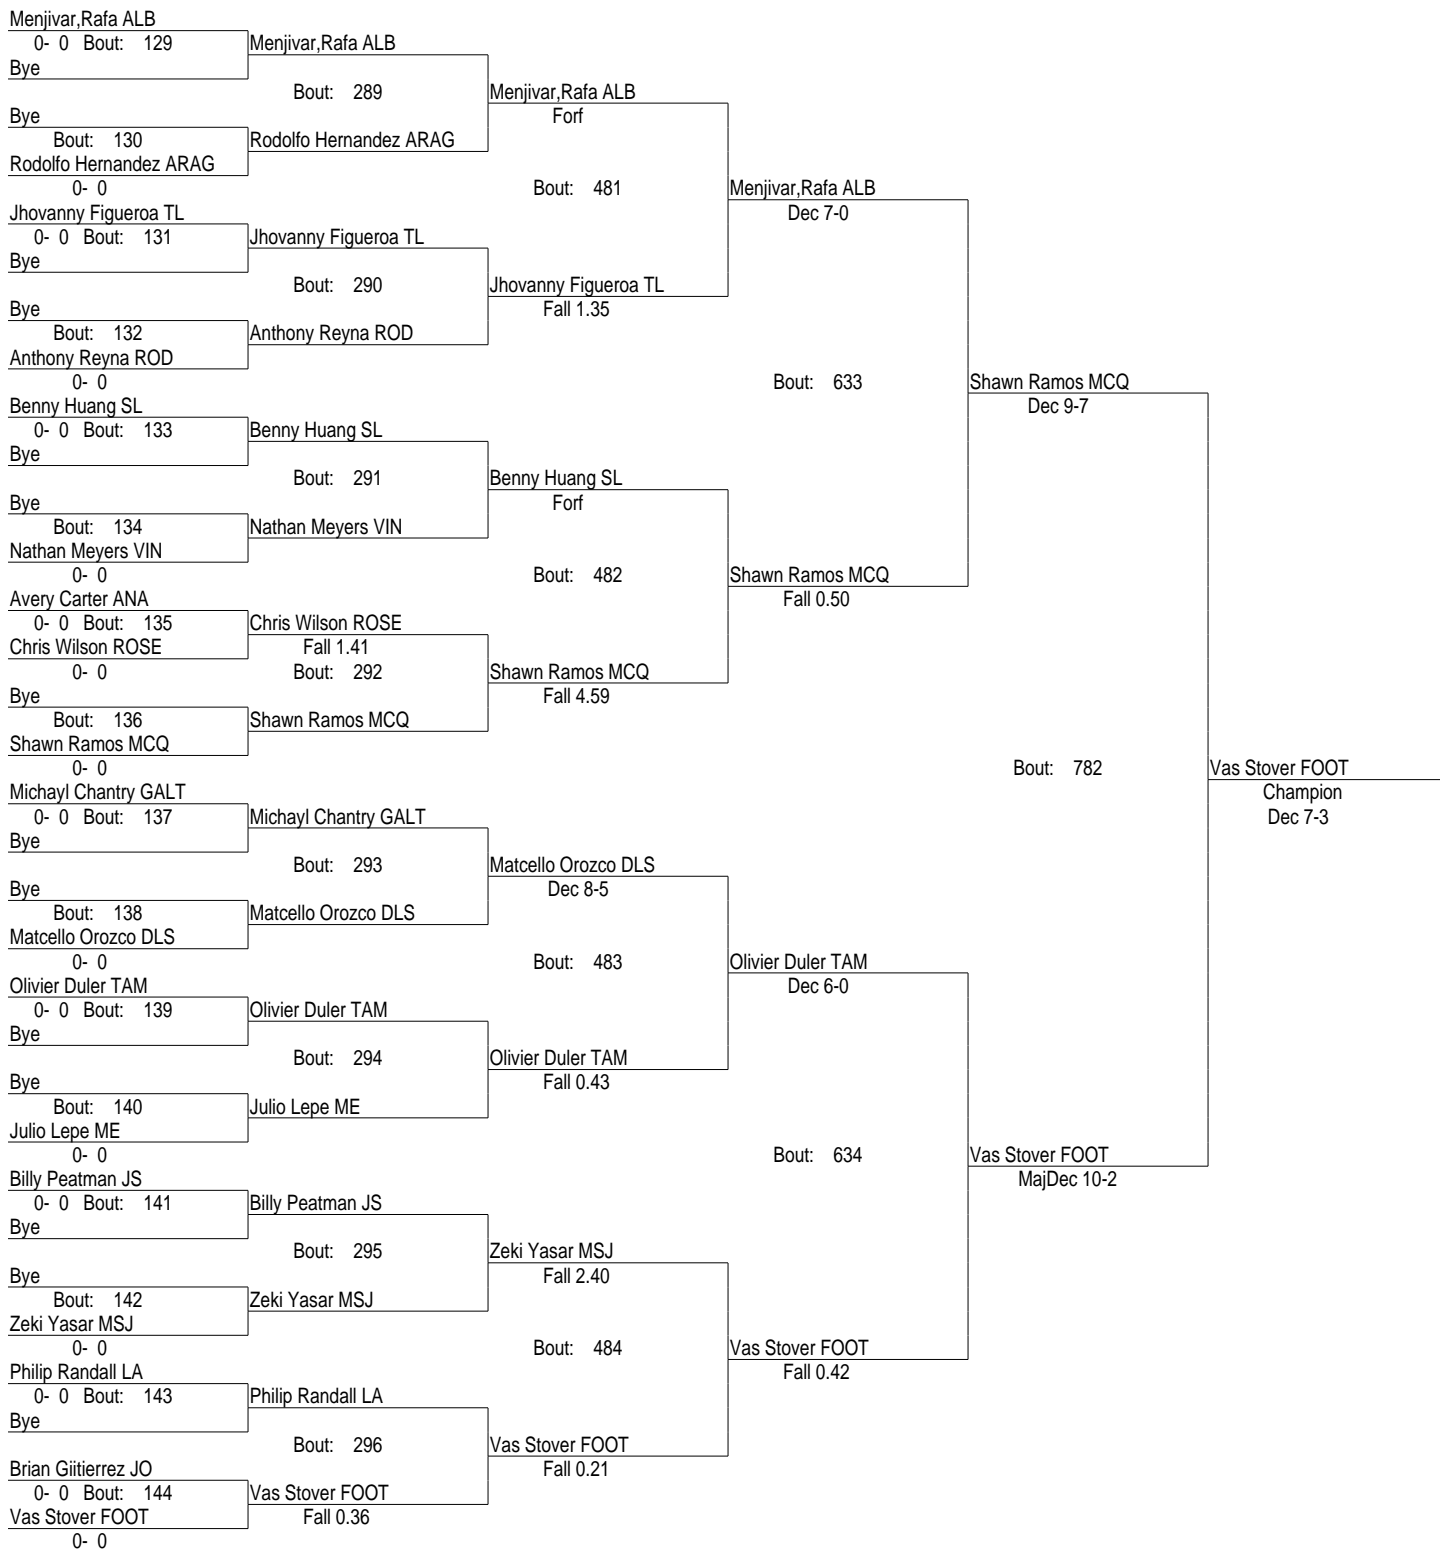 Menjivar,Rafa ALB
0- 0 Bout: 129 Menjivar,Rafa ALB
Bye
Bout: 289 Menjivar,Rafa ALB
Bye Forf
Bout: 130 Rodolfo Hernandez ARAG
Rodolfo Hernandez ARAG
0- 0 Bout: 481 Menjivar,Rafa ALB
Jhovanny Figueroa TL Dec 7-0
0- 0 Bout: 131 Jhovanny Figueroa TL
Bye
Bout: 290 Jhovanny Figueroa TL
Bye Fall 1.35
Bout: 132 Anthony Reyna ROD
Anthony Reyna ROD
0- 0 Bout: 633 Shawn Ramos MCQ
Benny Huang SL Dec 9-7
0- 0 Bout: 133 Benny Huang SL
Bye
Bout: 291 Benny Huang SL
Bye Forf
Bout: 134 Nathan Meyers VIN
Nathan Meyers VIN
0- 0 Bout: 482 Shawn Ramos MCQ
Avery Carter ANA Fall 0.50
0- 0 Bout: 135 Chris Wilson ROSE
Chris Wilson ROSE Fall 1.41
0- 0 Bout: 292 Shawn Ramos MCQ
Bye Fall 4.59
Bout: 136 Shawn Ramos MCQ
Shawn Ramos MCQ
0- 0 Bout: 782 Vas Stover FOOT
Michayl Chantry GALT Champion
0- 0 Bout: 137 Michayl Chantry GALT Dec 7-3
Bye
Bout: 293 Matcello Orozco DLS
Bye Dec 8-5
Bout: 138 Matcello Orozco DLS
Matcello Orozco DLS
0- 0 Bout: 483 Olivier Duler TAM
Olivier Duler TAM Dec 6-0
0- 0 Bout: 139 Olivier Duler TAM
Bye
Bout: 294 Olivier Duler TAM
Bye Fall 0.43
Bout: 140 Julio Lepe ME
Julio Lepe ME
0- 0 Bout: 634 Vas Stover FOOT
Billy Peatman JS MajDec 10-2
0- 0 Bout: 141 Billy Peatman JS
Bye
Bout: 295 Zeki Yasar MSJ
Bye Fall 2.40
Bout: 142 Zeki Yasar MSJ
Zeki Yasar MSJ
0- 0 Bout: 484 Vas Stover FOOT
Philip Randall LA Fall 0.42
0- 0 Bout: 143 Philip Randall LA
Bye
Bout: 296 Vas Stover FOOT
Brian Giitierrez JO Fall 0.21
0- 0 Bout: 144 Vas Stover FOOT
Vas Stover FOOT Fall 0.36
0- 0